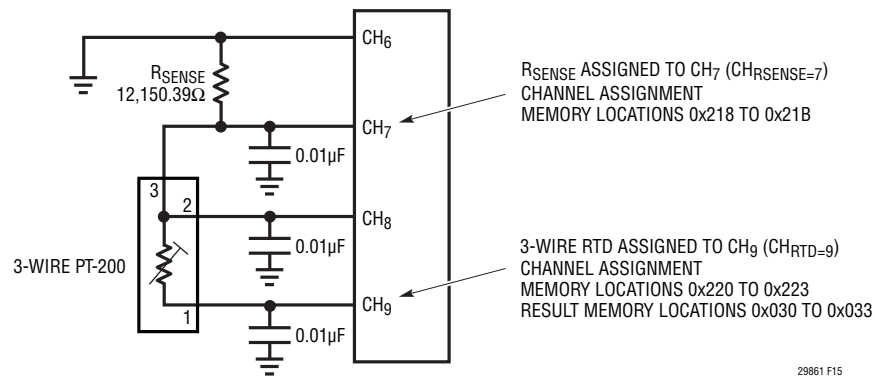 CH6
RSENSE
12,150.39Ω
CH7
0.01µF
3
2
CH8
0.01µF
3-WIRE PT-200
1
CH9
0.01µF
RSENSE ASSIGNED TO CH7 (CHRSENSE=7)
CHANNEL ASSIGNMENT
MEMORY LOCATIONS 0x218 TO 0x21B
3-WIRE RTD ASSIGNED TO CH9 (CHRTD=9)
CHANNEL ASSIGNMENT
MEMORY LOCATIONS 0x220 TO 0x223
RESULT MEMORY LOCATIONS 0x030 TO 0x033
29861 F15